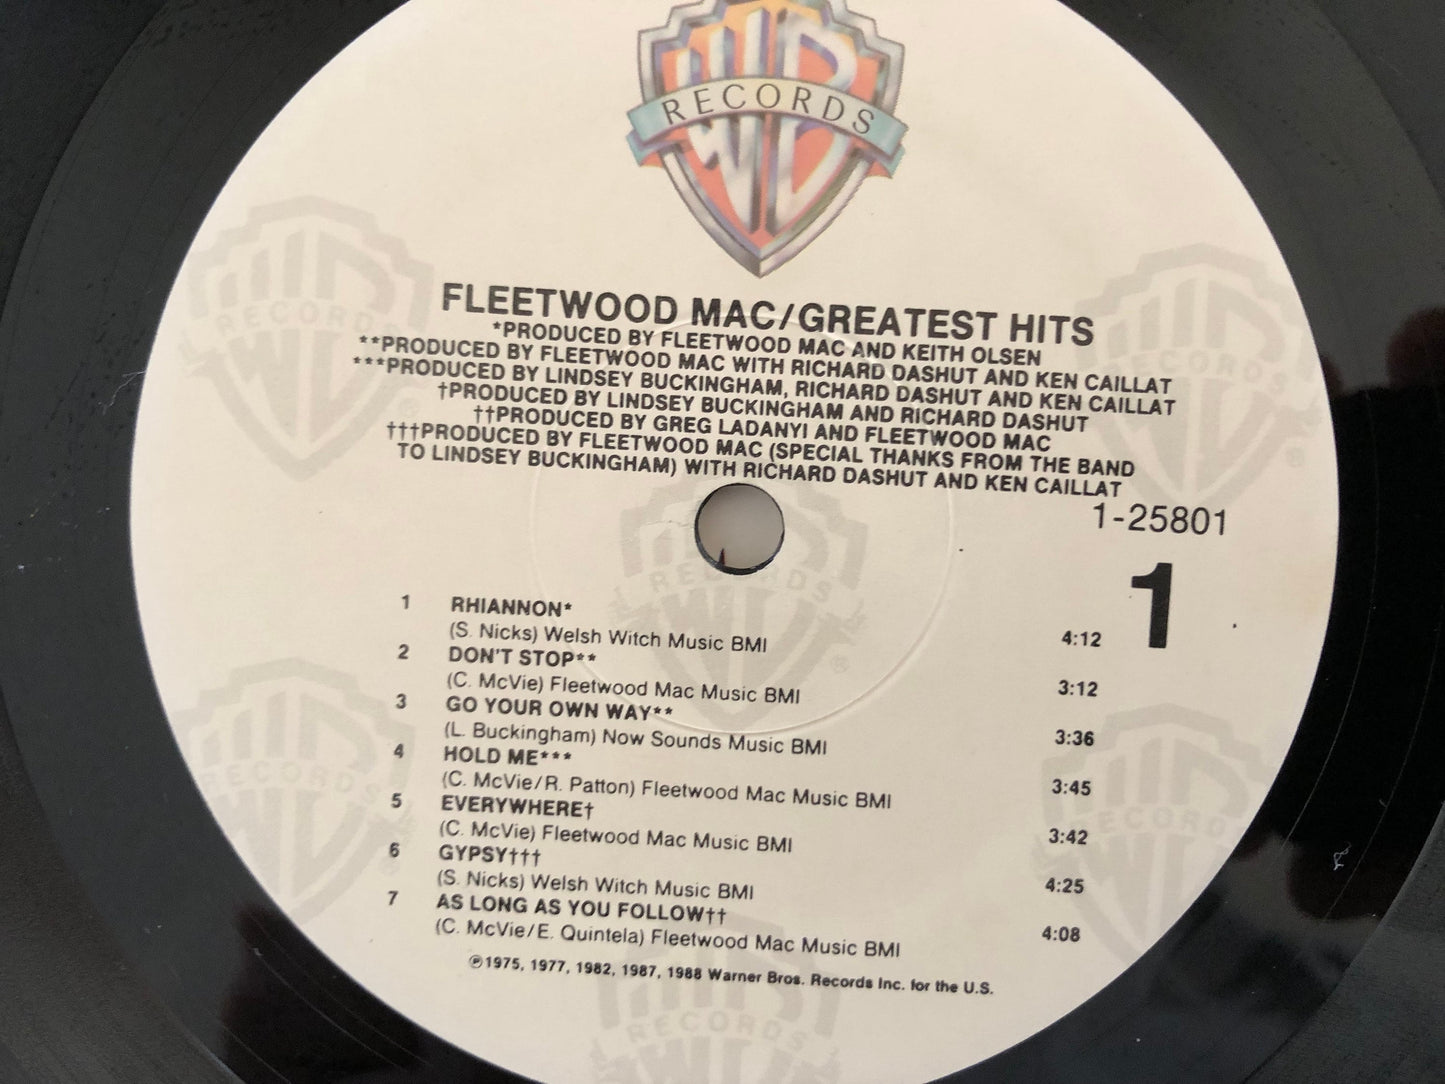 RECORDS
FLEETWOOD MAC/GREATEST HITS
*PRODUCED BY FLEETWOOD MAC AND KEITH OLSEN
**PRODUCED BY FLEETWOOD MAC WITH RICHARD DASHUT AND KEN CAILLAT
***PRODUCED BY LINDSEY BUCKINGHAM, RICHARD DASHUT AND KEN CAILLAT
†PRODUCED BY LINDSEY BUCKINGHAM AND RICHARD DASHUT
††PRODUCED BY GREG LADANYI AND FLEETWOOD MAC
†††PRODUCED BY FLEETWOOD MAC (SPECIAL THANKS FROM THE BAND
TO LINDSEY BUCKINGHAM) WITH RICHARD DASHUT AND KEN CAILLAT
1-25801
1
1 RHIANNON*
(S. Nicks) Welsh Witch Music BMI 4:12
2 DON'T STOP**
(C. McVie) Fleetwood Mac Music BMI 3:12
3 GO YOUR OWN WAY**
(L. Buckingham) Now Sounds Music BMI 3:36
4 HOLD ME***
(C. McVie/R. Patton) Fleetwood Mac Music BMI 3:45
5 EVERYWHERE†
(C. McVie) Fleetwood Mac Music BMI 3:42
6 GYPSY†††
(S. Nicks) Welsh Witch Music BMI 4:25
7 AS LONG AS YOU FOLLOW††
(C. McVie/E. Quintela) Fleetwood Mac Music BMI 4:08
℗1975, 1977, 1982, 1987, 1988 Warner Bros. Records Inc. for the U.S.